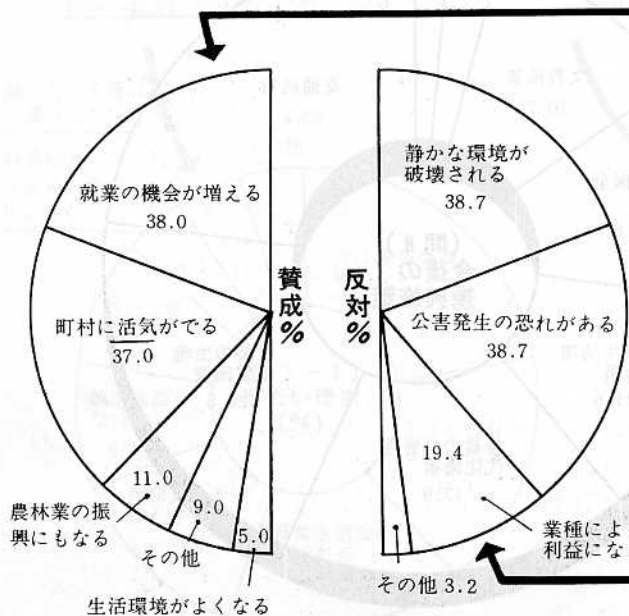 就業の機会が増える
38.0
町村に活気がでる
37.0
11.0
農林業の振
興にもなる
9.0
その他
5.0
生活環境がよくなる
賛成%
反対%
静かな環境が
破壊される
38.7
公害発生の恐れがある
38.7
19.4
業種によ
利益にな
その他 3.2